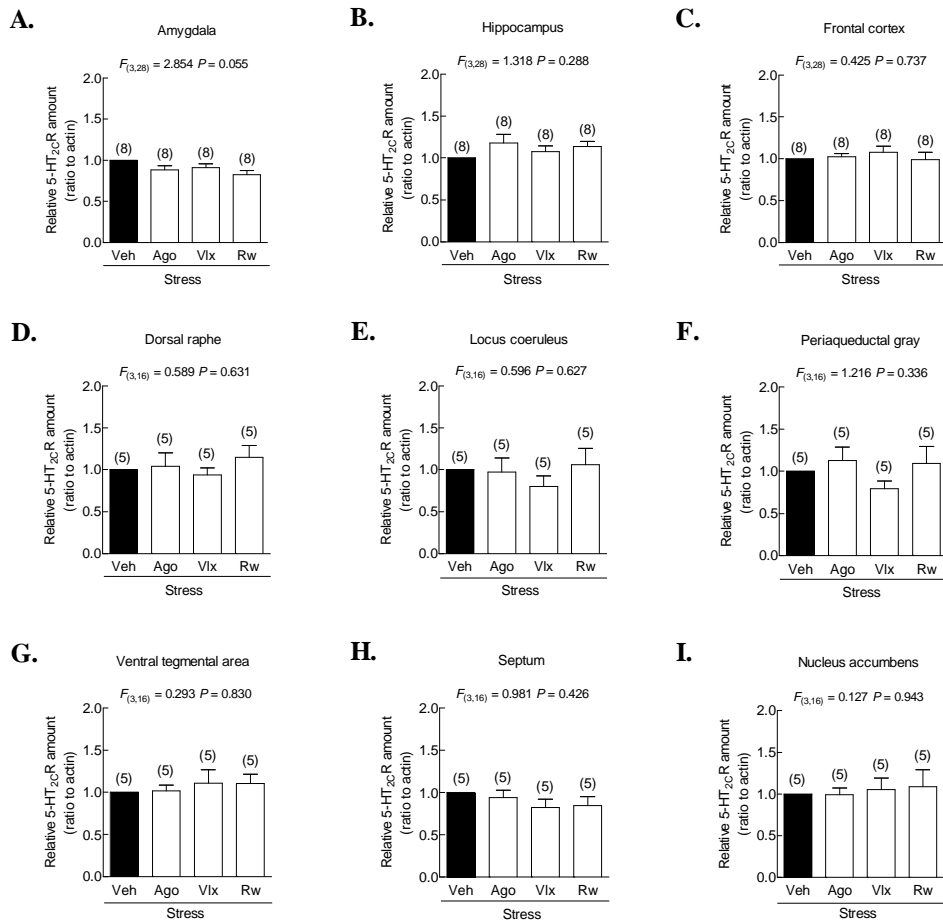 A.
Amygdala
F(3,28) = 2.854 P = 0.055
Relative 5-HT2CR amount
(ratio to actin)
2.0
1.5
1.0
0.5
0.0
(8) (8) (8) (8)
Veh Ago Vlx Rw
Stress
B.
Hippocampus
F(3,28) = 1.318 P = 0.288
Relative 5-HT2CR amount
(ratio to actin)
2.0
1.5
1.0
0.5
0.0
(8) (8) (8) (8)
Veh Ago Vlx Rw
Stress
C.
Frontal cortex
F(3,28) = 0.425 P = 0.737
Relative 5-HT2CR amount
(ratio to actin)
2.0
1.5
1.0
0.5
0.0
(8) (8) (8) (8)
Veh Ago Vlx Rw
Stress
D.
Dorsal raphe
F(3,16) = 0.589 P = 0.631
Relative 5-HT2CR amount
(ratio to actin)
2.0
1.5
1.0
0.5
0.0
(5) (5) (5) (5)
Veh Ago Vlx Rw
Stress
E.
Locus coeruleus
F(3,16) = 0.596 P = 0.627
Relative 5-HT2CR amount
(ratio to actin)
2.0
1.5
1.0
0.5
0.0
(5) (5) (5) (5)
Veh Ago Vlx Rw
Stress
F.
Periaqueductal gray
F(3,16) = 1.216 P = 0.336
Relative 5-HT2CR amount
(ratio to actin)
2.0
1.5
1.0
0.5
0.0
(5) (5) (5) (5)
Veh Ago Vlx Rw
Stress
G.
Ventral tegmental area
F(3,16) = 0.293 P = 0.830
Relative 5-HT2CR amount
(ratio to actin)
2.0
1.5
1.0
0.5
0.0
(5) (5) (5) (5)
Veh Ago Vlx Rw
Stress
H.
Septum
F(3,16) = 0.981 P = 0.426
Relative 5-HT2CR amount
(ratio to actin)
2.0
1.5
1.0
0.5
0.0
(5) (5) (5) (5)
Veh Ago Vlx Rw
Stress
I.
Nucleus accumbens
F(3,16) = 0.127 P = 0.943
Relative 5-HT2CR amount
(ratio to actin)
2.0
1.5
1.0
0.5
0.0
(5) (5) (5) (5)
Veh Ago Vlx Rw
Stress